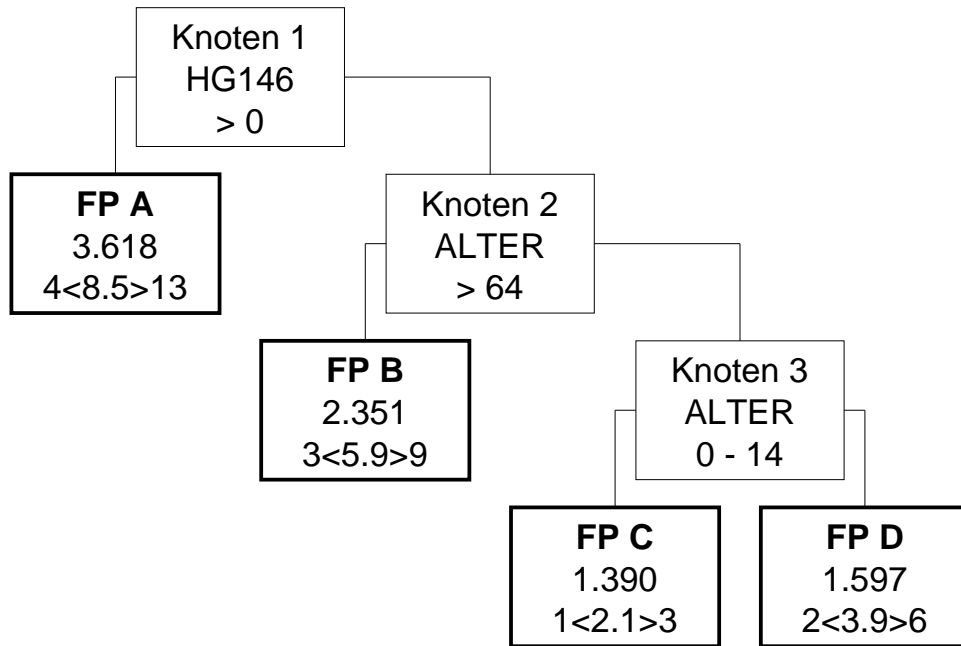 Knoten 1
HG146
> 0
FP A
3.618
4<8.5>13
Knoten 2
ALTER
> 64
FP B
2.351
3<5.9>9
Knoten 3
ALTER
0 - 14
FP C
1.390
1<2.1>3
FP D
1.597
2<3.9>6